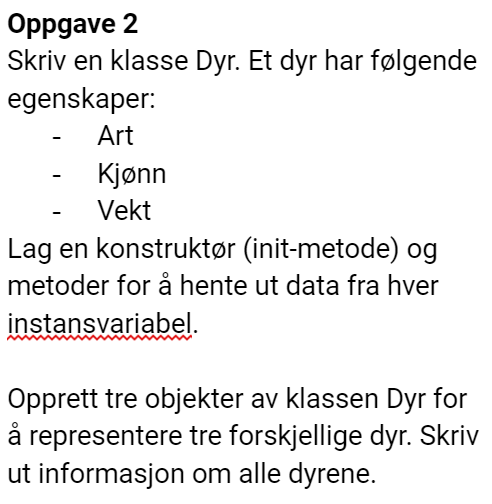 Oppgave 2
Skriv en klasse Dyr. Et dyr har følgende
egenskaper:
- Art
- Kjønn
- Vekt
Lag en konstruktør (init-metode) og
metoder for å hente ut data fra hver
instansvariabel.
Opprett tre objekter av klassen Dyr for
å representere tre forskjellige dyr. Skriv
ut informasjon om alle dyrene.